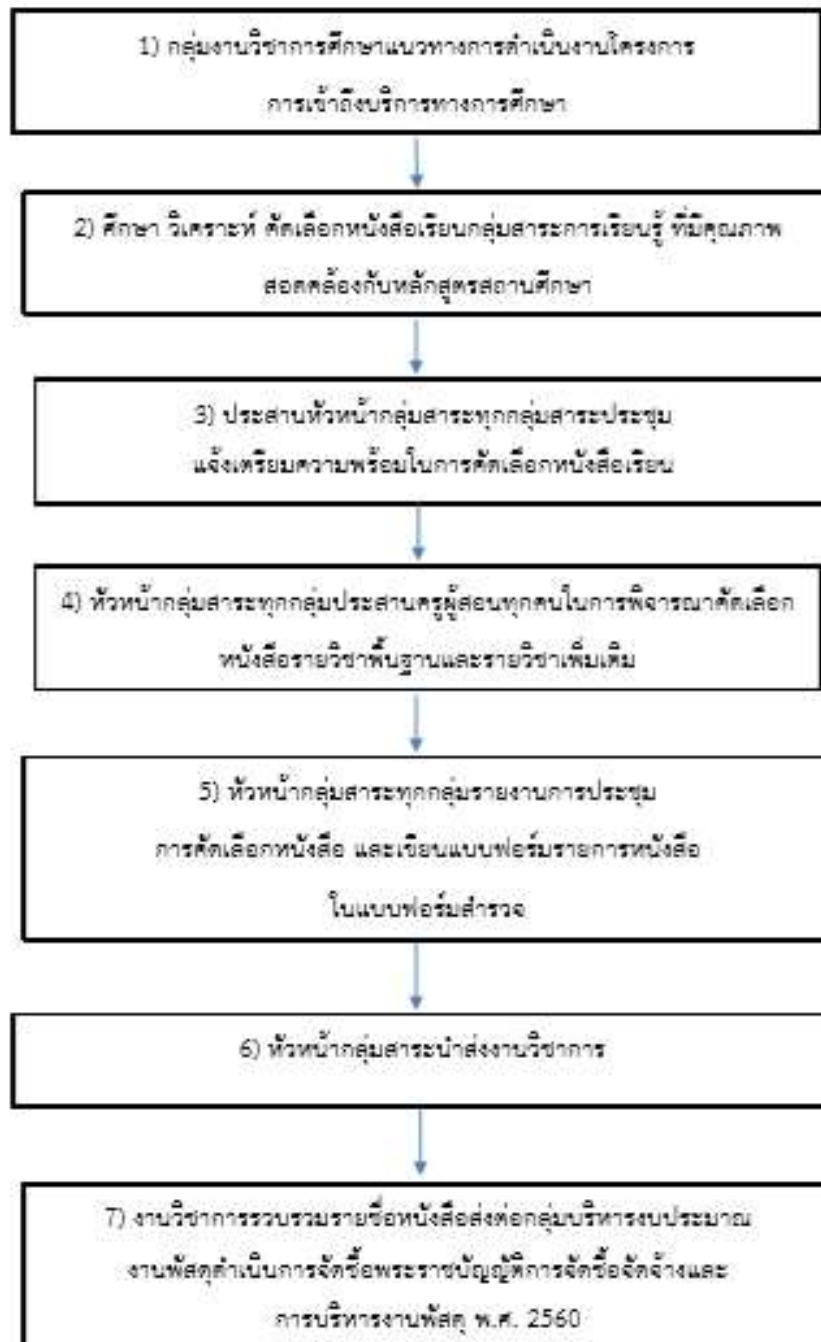 1) กลุ่มงานวิชาการศึกษาแนวทางการดำเนินงานโครงการ
การเข้าถึงบริการทางการศึกษา
2) ศึกษา วิเคราะห์ คัดเลือกหนังสือเรียนกลุ่มสาระการเรียนรู้ ที่มีคุณภาพ
สอดคล้องกับหลักสูตรสถานศึกษา
3) ประสานหัวหน้ากลุ่มสาระทุกกลุ่มสาระประชุม
แจ้งเตรียมความพร้อมในการคัดเลือกหนังสือเรียน
4) หัวหน้ากลุ่มสาระทุกกลุ่มประสานครูผู้สอนทุกคนในการพิจารณาคัดเลือก
หนังสือรายวิชาพื้นฐานและรายวิชาเพิ่มเติม
5) หัวหน้ากลุ่มสาระทุกกลุ่มรายงานการประชุม
การคัดเลือกหนังสือ และเขียนแบบฟอร์มรายการหนังสือ
ในแบบฟอร์มสำรวจ
6) หัวหน้ากลุ่มสาระนำส่งงานวิชาการ
7) งานวิชาการรวบรวมรายชื่อหนังสือส่งต่อกลุ่มบริหารงบประมาณ
งานพัสดุดำเนินการจัดซื้อพระราชบัญญัติการจัดซื้อจัดจ้างและ
การบริหารงานพัสดุ พ.ศ. 2560